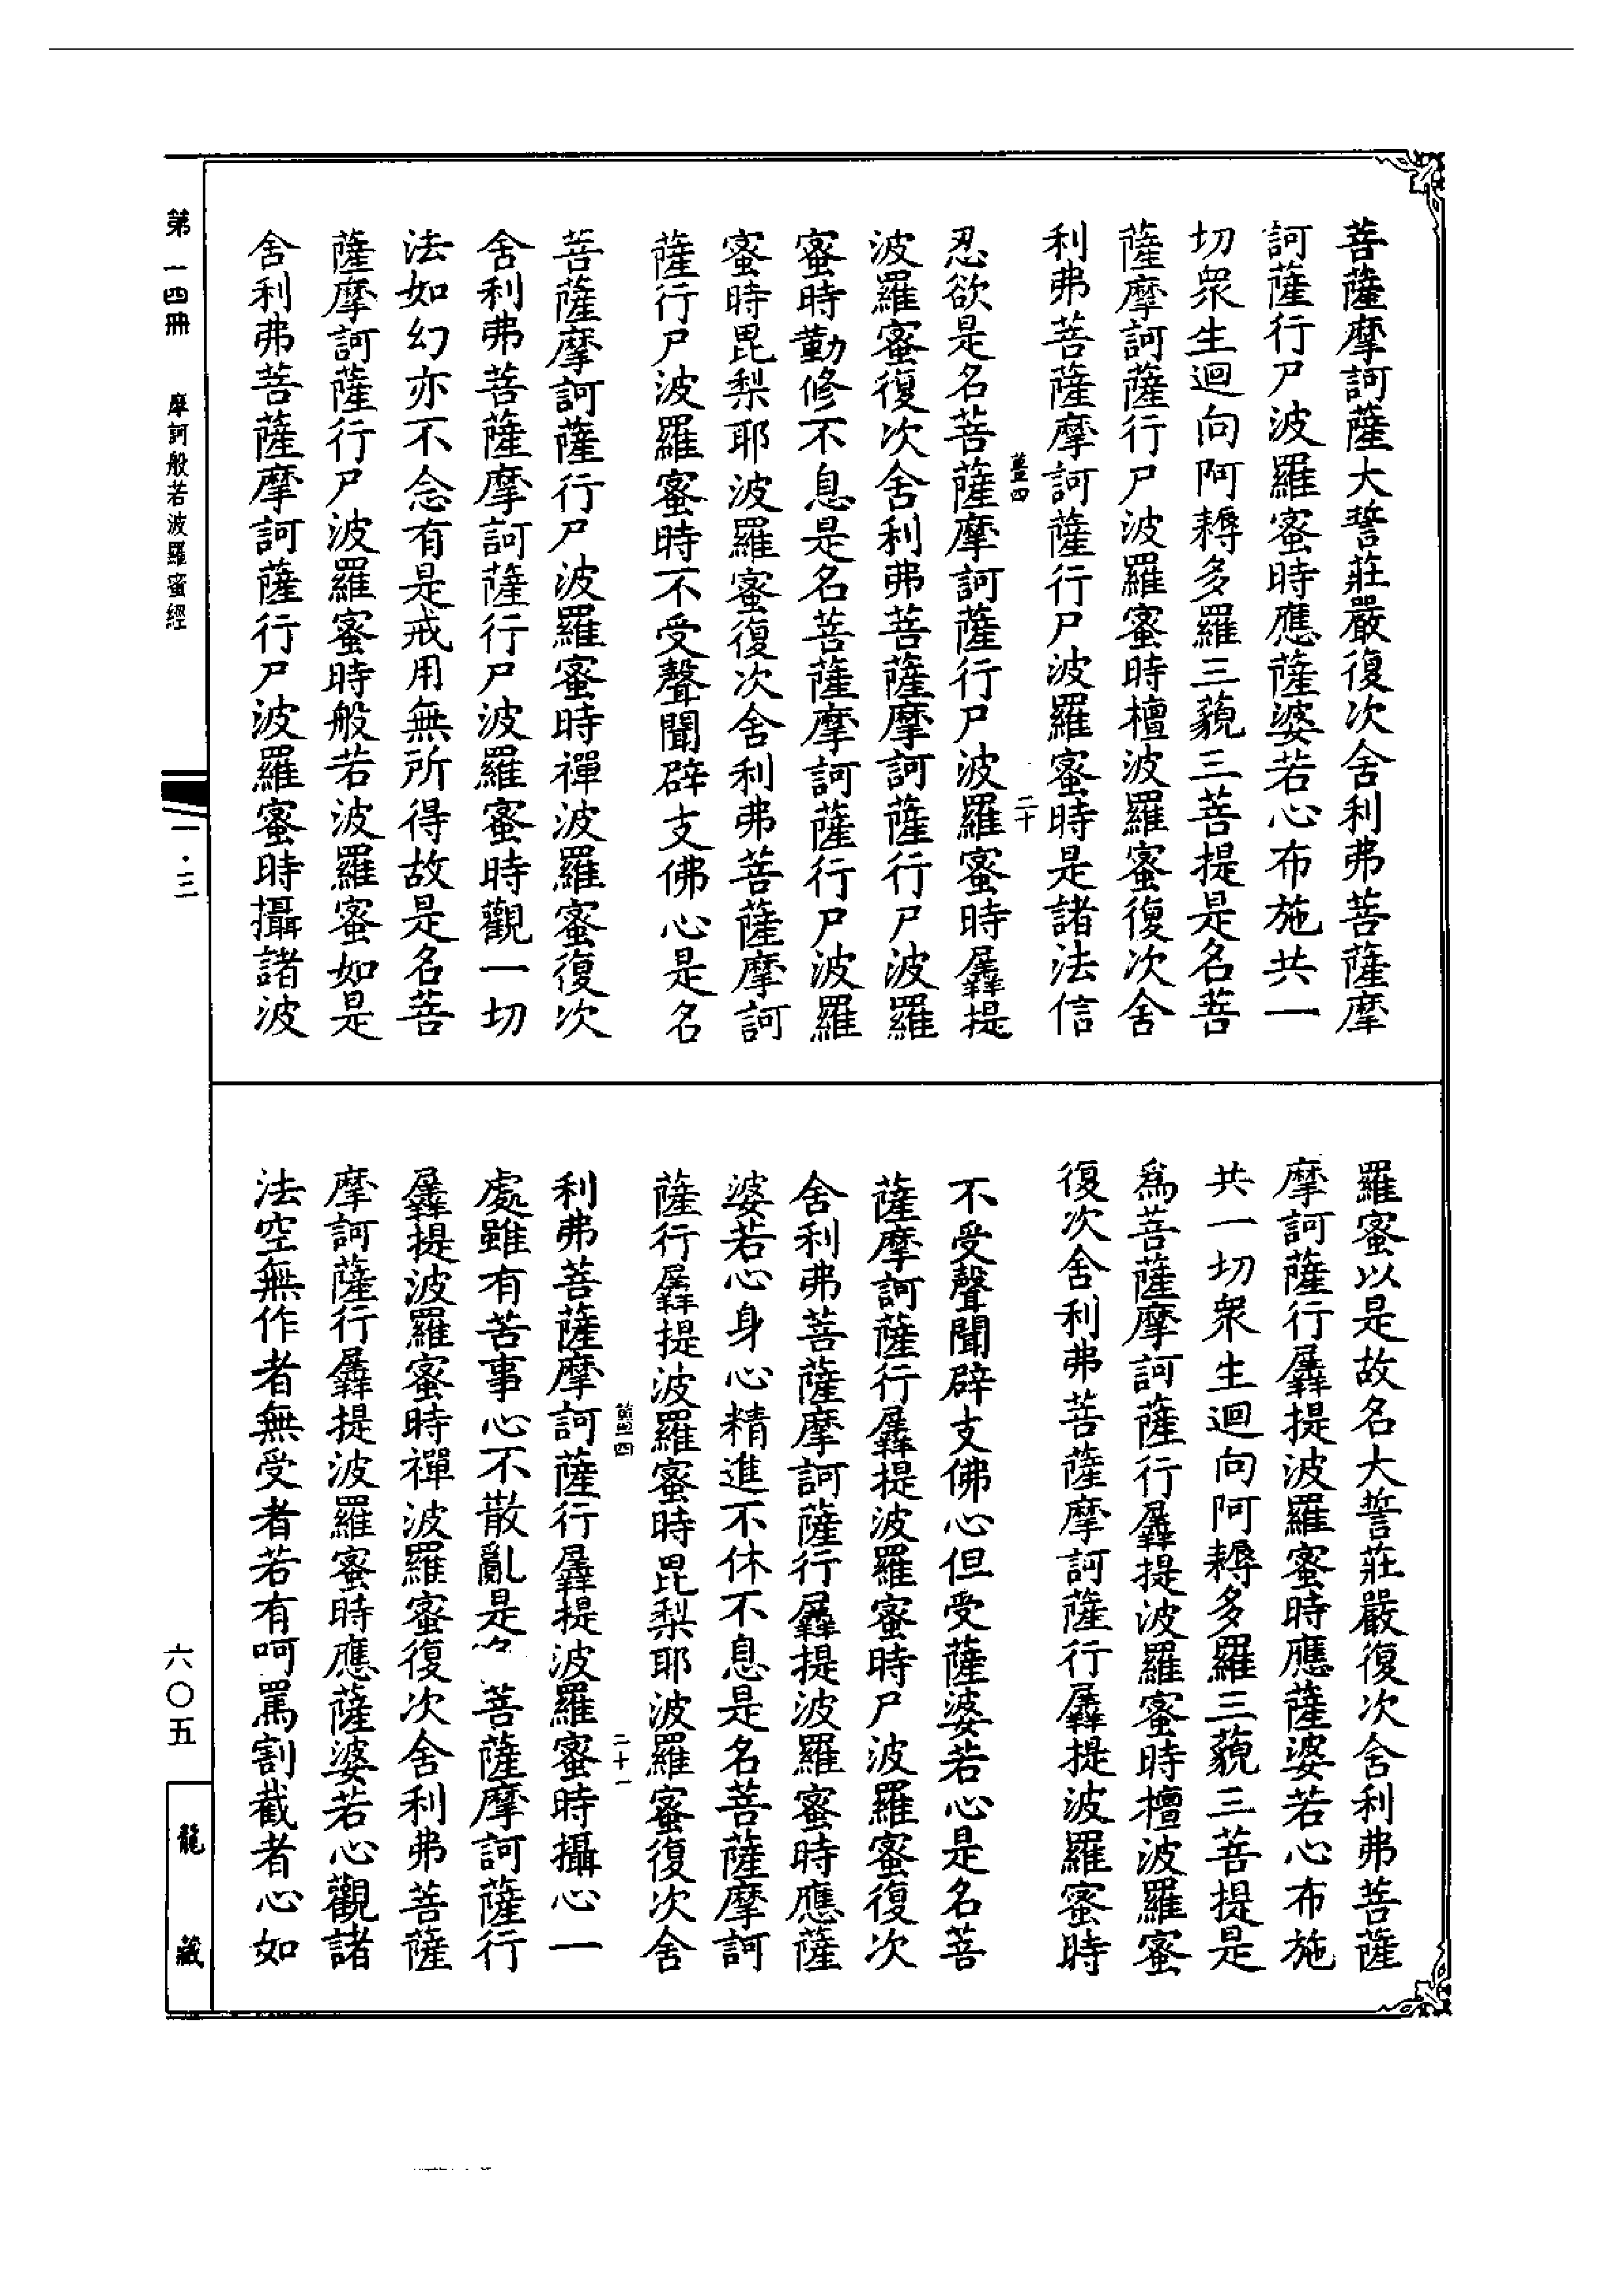 菩薩摩訶薩大誓莊嚴復次舍利弗菩薩摩
訶薩行尸波羅蜜時應薩婆若心布施共一
切衆生迴向阿耨多羅三藐三菩提是名菩
薩摩訶薩行尸波羅蜜時檀波羅蜜復次舍
利弗菩薩摩訶薩行尸波羅蜜時是諸法信
四 二十
忍欲是名菩薩摩訶薩行尸波羅蜜時羼提
波羅蜜復次舍利弗菩薩摩訶薩行尸波羅
蜜時勤修不息是名菩薩摩訶薩行尸波羅
蜜時毘梨耶波羅蜜復次舍利弗菩薩摩訶
薩行尸波羅蜜時不受聲聞辟支佛心是名
菩薩摩訶薩行尸波羅蜜時禪波羅蜜復次
舍利弗菩薩摩訶薩行尸波羅蜜時觀一切
法如幻亦不念有是戒用無所得故是名菩
薩摩訶薩行尸波羅蜜時般若波羅蜜如是
舍利弗菩薩摩訶薩行尸波羅蜜時攝諸波
羅蜜以是故名大誓莊嚴復次舍利弗菩薩
摩訶薩行羼提波羅蜜時應薩婆若心布施
共一切衆生迴向阿耨多羅三藐三菩提是
爲菩薩摩訶薩行羼提波羅蜜時檀波羅蜜
復次舍利弗菩薩摩訶薩行羼提波羅蜜時
不受聲聞辟支佛心但受薩婆若心是名菩
薩摩訶薩行羼提波羅蜜時尸波羅蜜復次
舍利弗菩薩摩訶薩行羼提波羅蜜時應薩
婆若心身心精進不休不息是名菩薩摩訶
薩行羼提波羅蜜時毘梨耶波羅蜜復次舍
四 二十一
利弗菩薩摩訶薩行羼提波羅蜜時攝心一
處雖有苦事心不散亂是菩薩摩訶薩行
羼提波羅蜜時禪波羅蜜復次舍利弗菩薩
摩訶薩行羼提波羅蜜時應薩婆若心觀諸
法空無作者無受者若有呵罵割截者心如
第一四冊 摩訶般若波羅蜜經
一·三
六〇五
龍藏